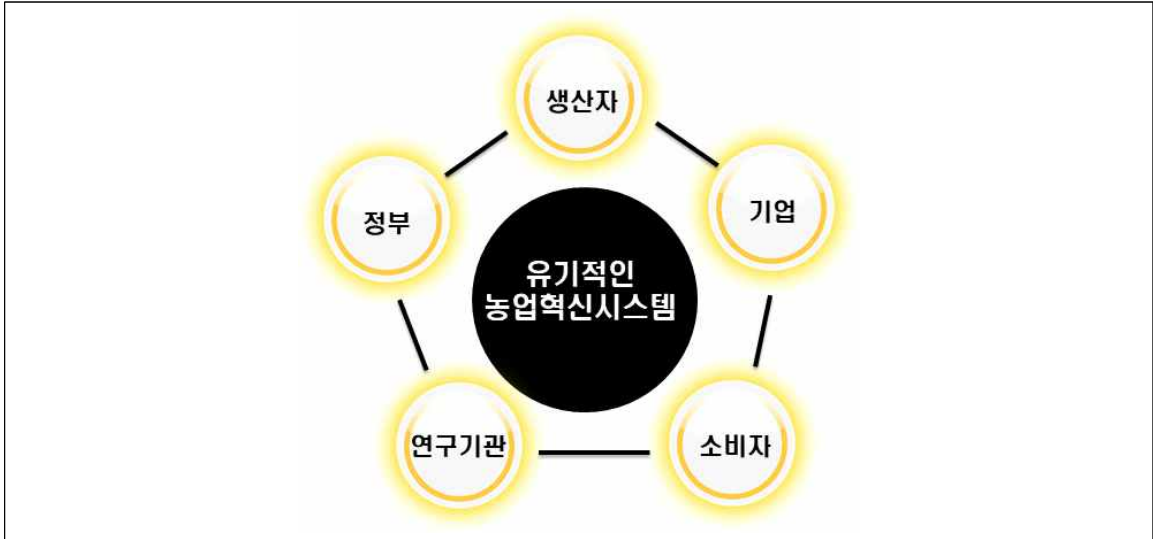 생산자
정부
기업
유기적인
농업혁신시스템
연구기관
소비자